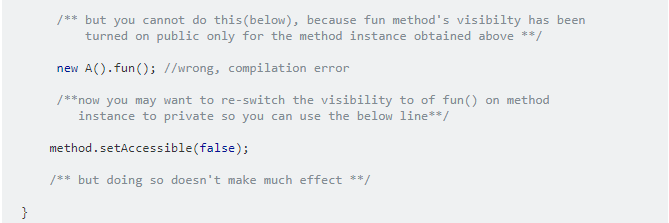 /** but you cannot do this(below), because fun method's visibilty has been
turned on public only for the method instance obtained above **/
new A().fun(); //wrong, compilation error
/**now you may want to re-switch the visibility to of fun() on method
instance to private so you can use the below line**/
method.setAccessible(false);
/** but doing so doesn't make much effect **/
}